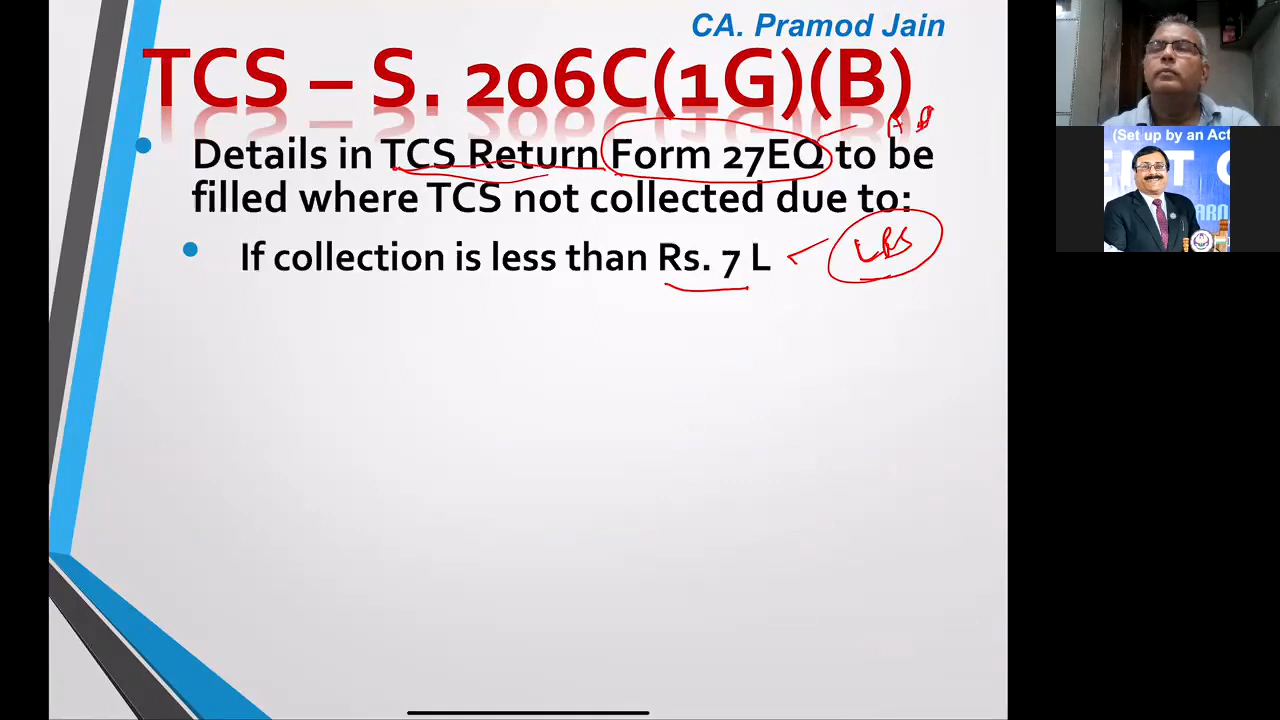 CA. Pramod Jain
TCS – S. 206C(1G)(B)
• Details in TCS Return Form 27EQ to be
filled where TCS not collected due to:
• If collection is less than Rs. 7 L
LRS
(Set up by an Act